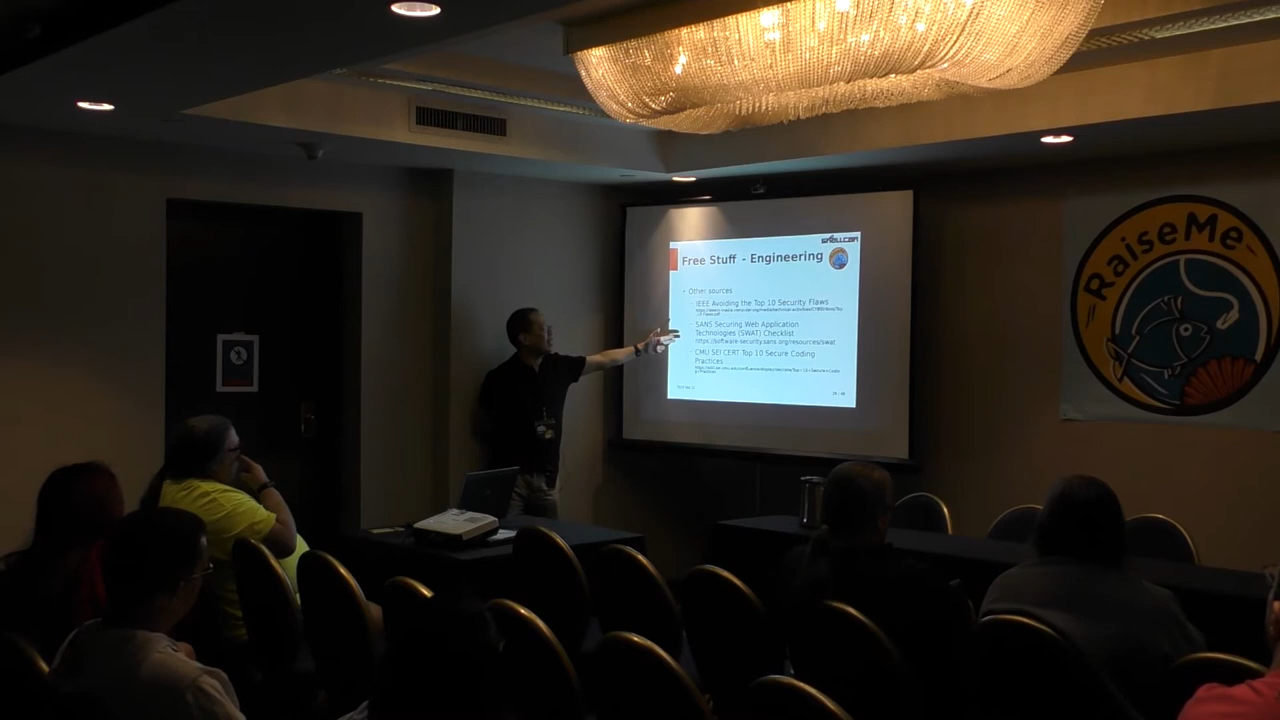 SHELLCON
Free Stuff - Engineering
Other sources
IEEE Avoiding the Top 10 Security Flaws
SANS Securing Web Application
Technologies (SWAT) Checklist
https://software-security.sans.org/resources/swat
CMU SEI CERT Top 10 Secure Coding
Practices
RaiseMe